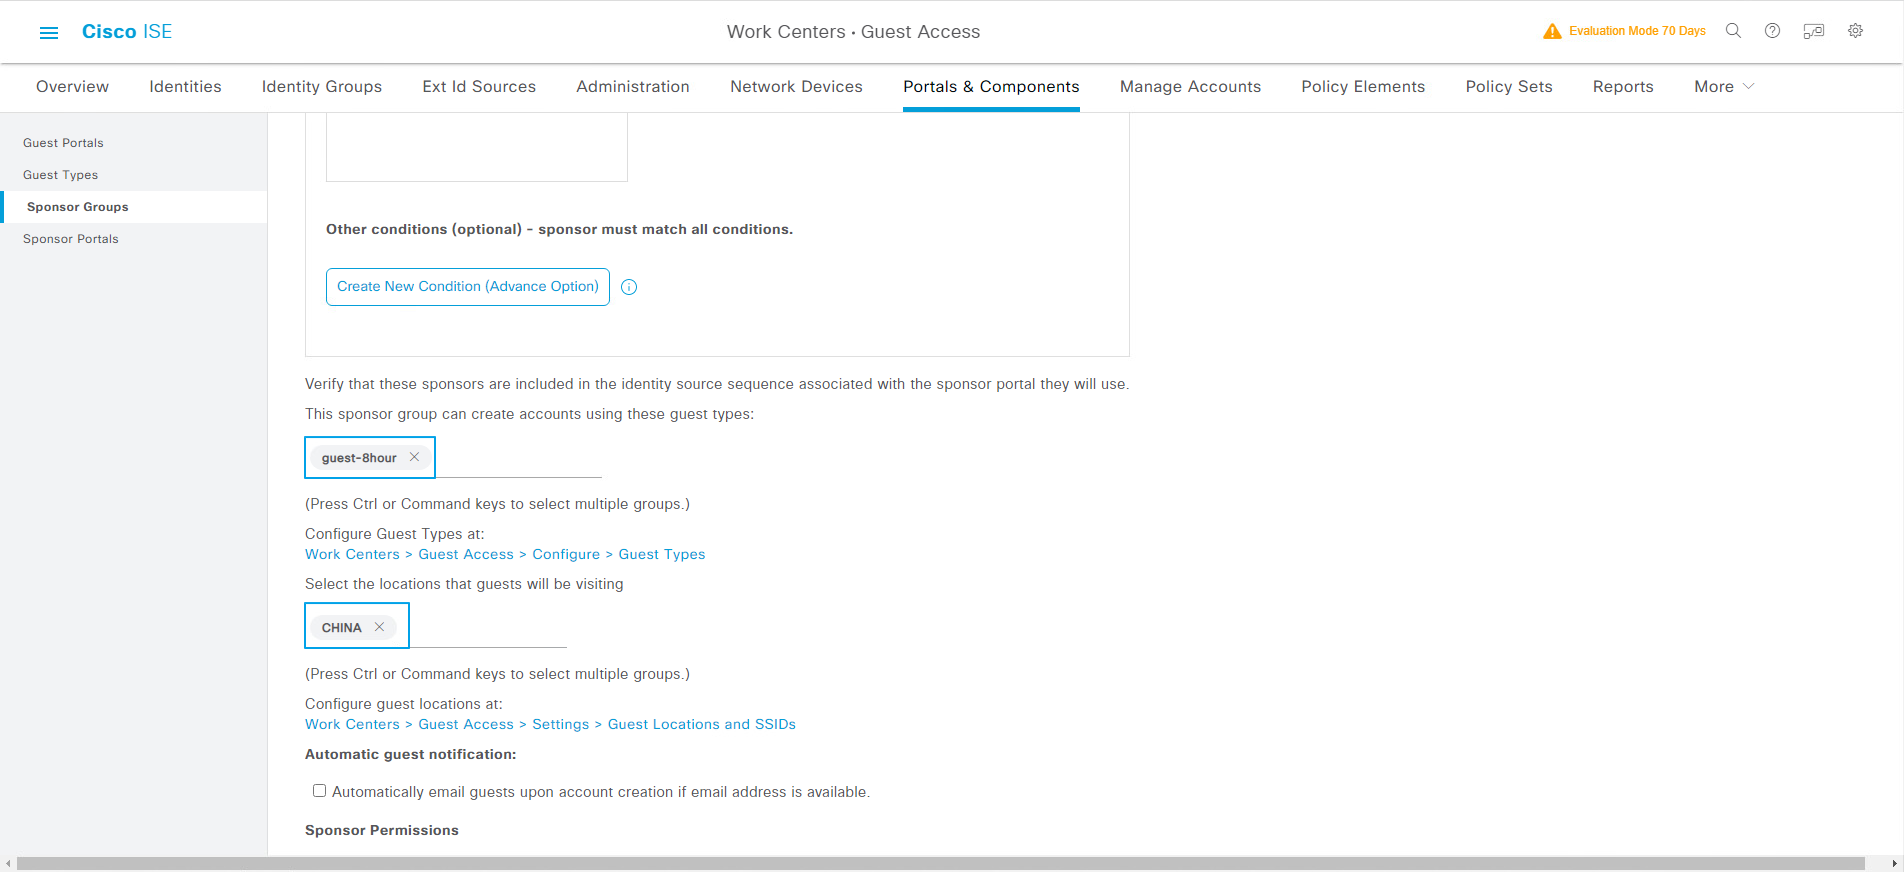 Cisco ISE
Work Centers · Guest Access
Evaluation Mode 70 Days
Overview
Identities
Identity Groups
Ext Id Sources
Administration
Network Devices
Portals & Components
Manage Accounts
Policy Elements
Policy Sets
Reports
More
Guest Portals
Guest Types
Sponsor Groups
Sponsor Portals
Other conditions (optional) - sponsor must match all conditions.
Create New Condition (Advance Option)
Verify that these sponsors are included in the identity source sequence associated with the sponsor portal they will use.
This sponsor group can create accounts using these guest types:
guest-8hour
(Press Ctrl or Command keys to select multiple groups.)
Configure Guest Types at:
Work Centers > Guest Access > Configure > Guest Types
Select the locations that guests will be visiting
CHINA
(Press Ctrl or Command keys to select multiple groups.)
Configure guest locations at:
Work Centers > Guest Access > Settings > Guest Locations and SSIDs
Automatic guest notification:
Automatically email guests upon account creation if email address is available.
Sponsor Permissions